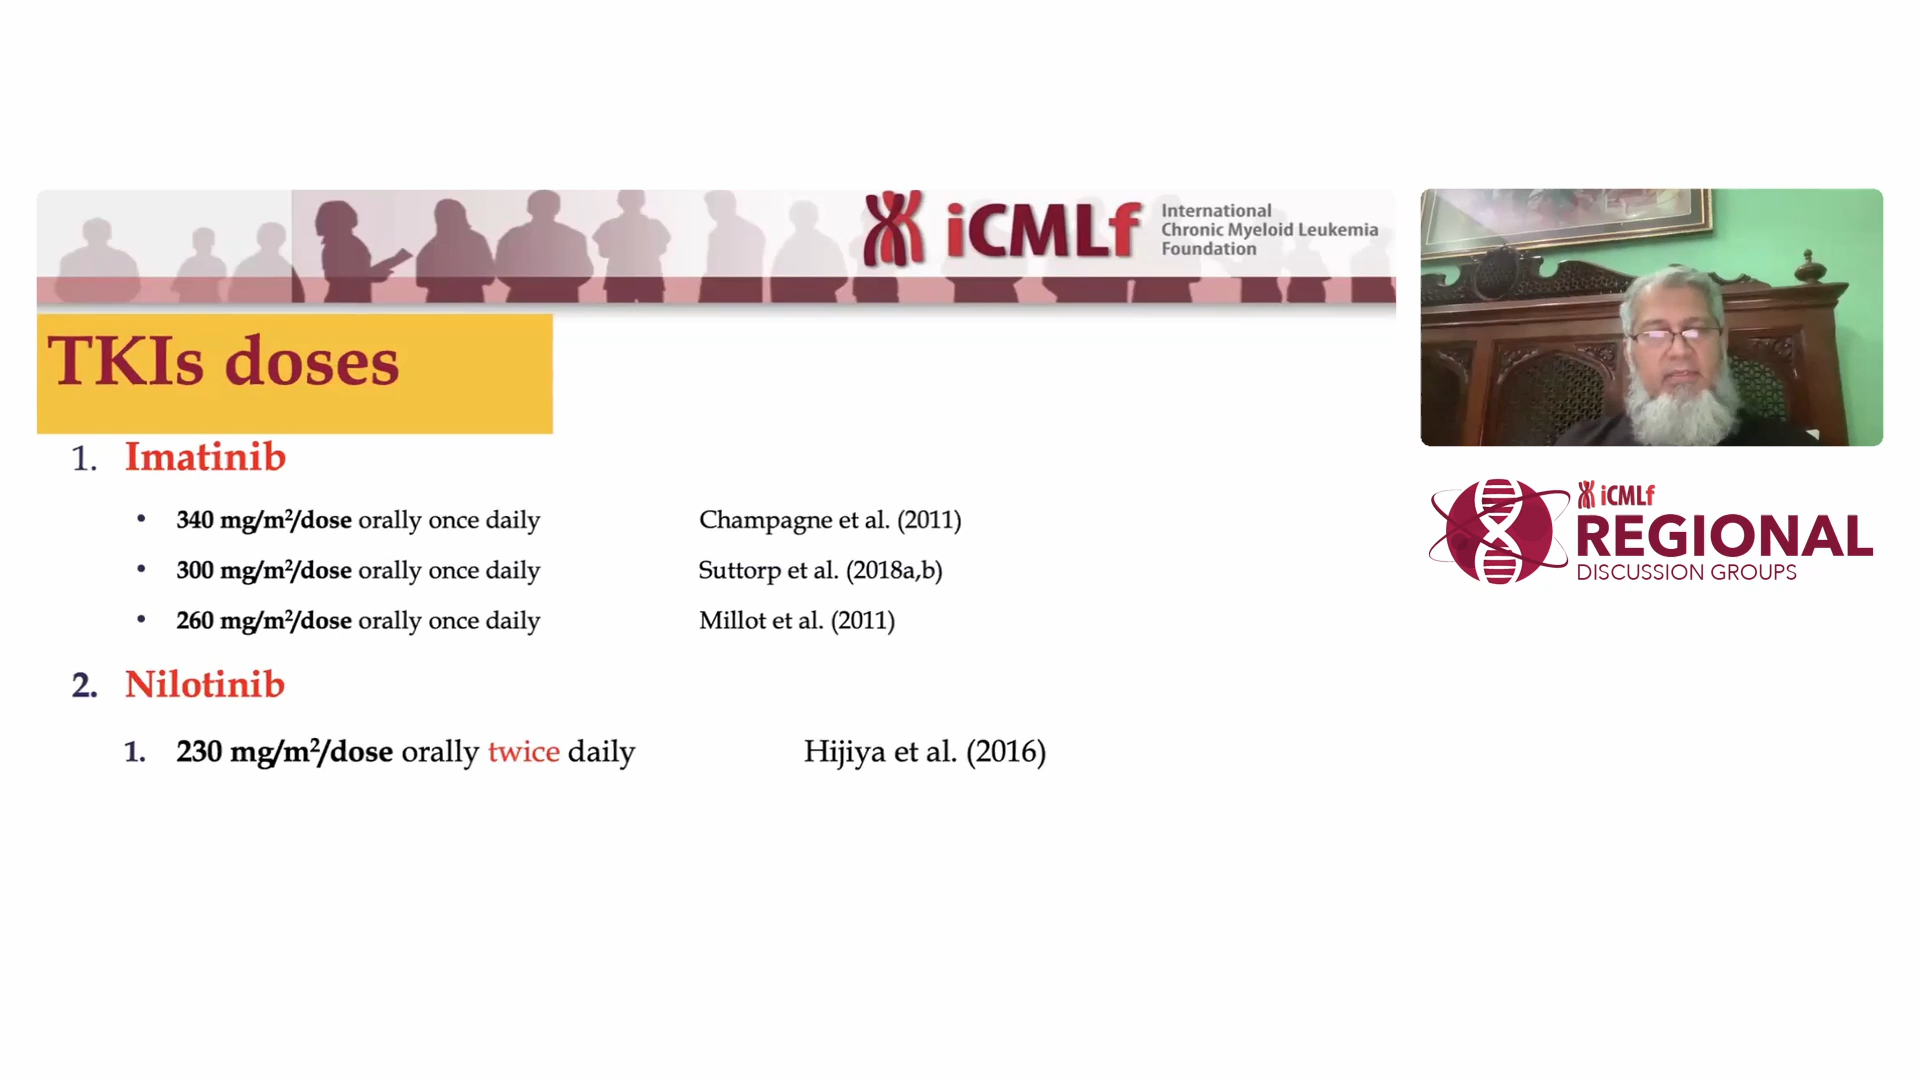 iCMLf
International
Chronic Myeloid Leukemia
Foundation
TKIs doses
1. Imatinib
• 340 mg/m²/dose orally once daily Champagne et al. (2011)
• 300 mg/m²/dose orally once daily Suttorp et al. (2018a,b)
• 260 mg/m²/dose orally once daily Millot et al. (2011)
2. Nilotinib
1. 230 mg/m²/dose orally twice daily Hijiya et al. (2016)
iCMLf
REGIONAL
DISCUSSION GROUPS